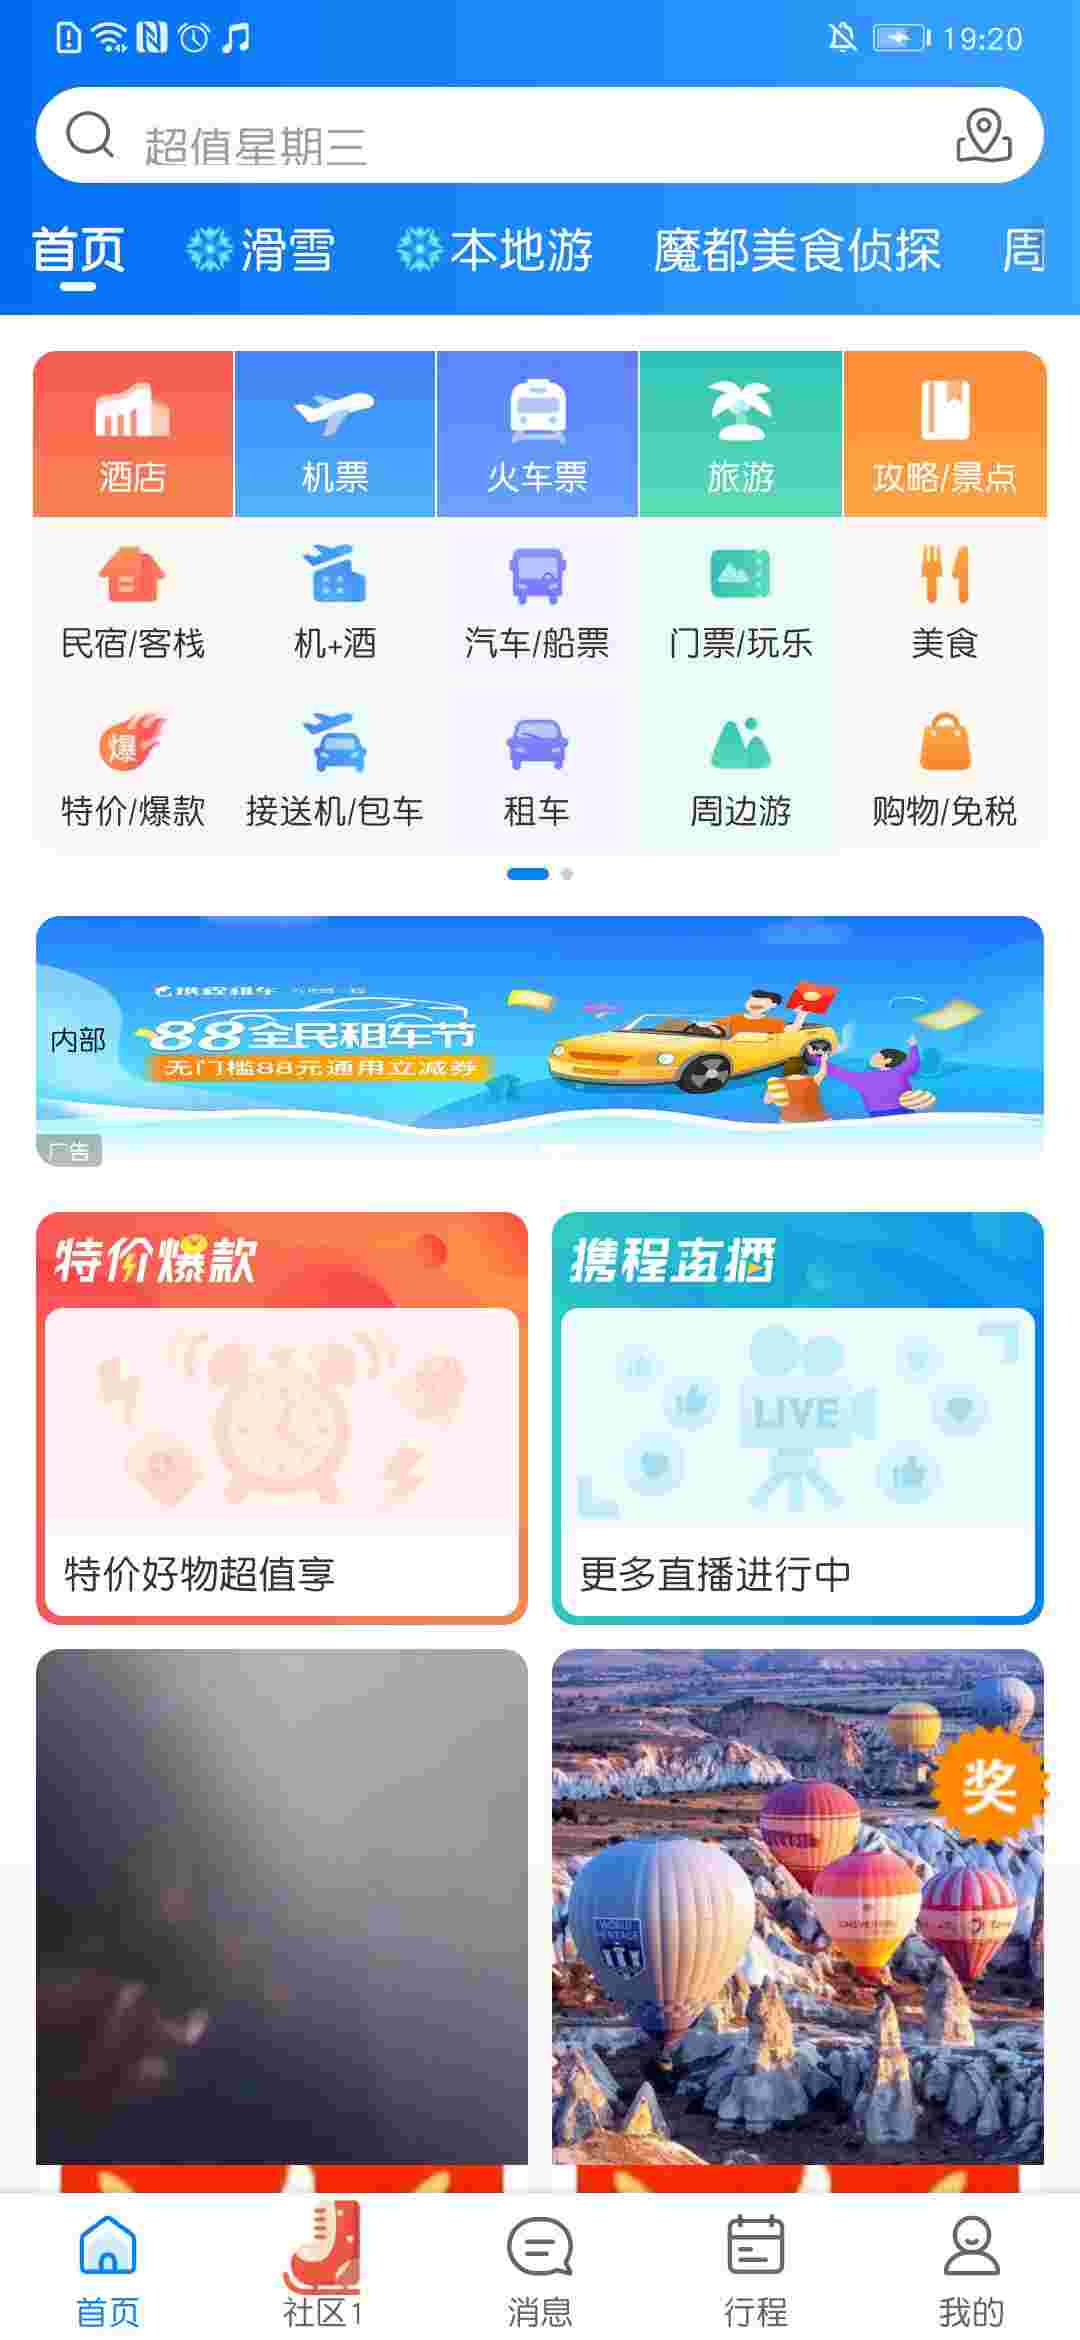 19:20
超值星期三
首页 滑雪 本地游 魔都美食侦探 周
酒店 机票 火车票 旅游 攻略/景点
民宿/客栈 机+酒 汽车/船票 门票/玩乐 美食
爆
特价/爆款 接送机/包车 租车 周边游 购物/免税
携程租车
内部
88全民租车节
无门槛88元通用立减券
广告
特价爆款 携程直播
LIVE
特价好物超值享 更多直播进行中
奖
WORLD
HERITAGE
首页 社区1 消息 行程 我的